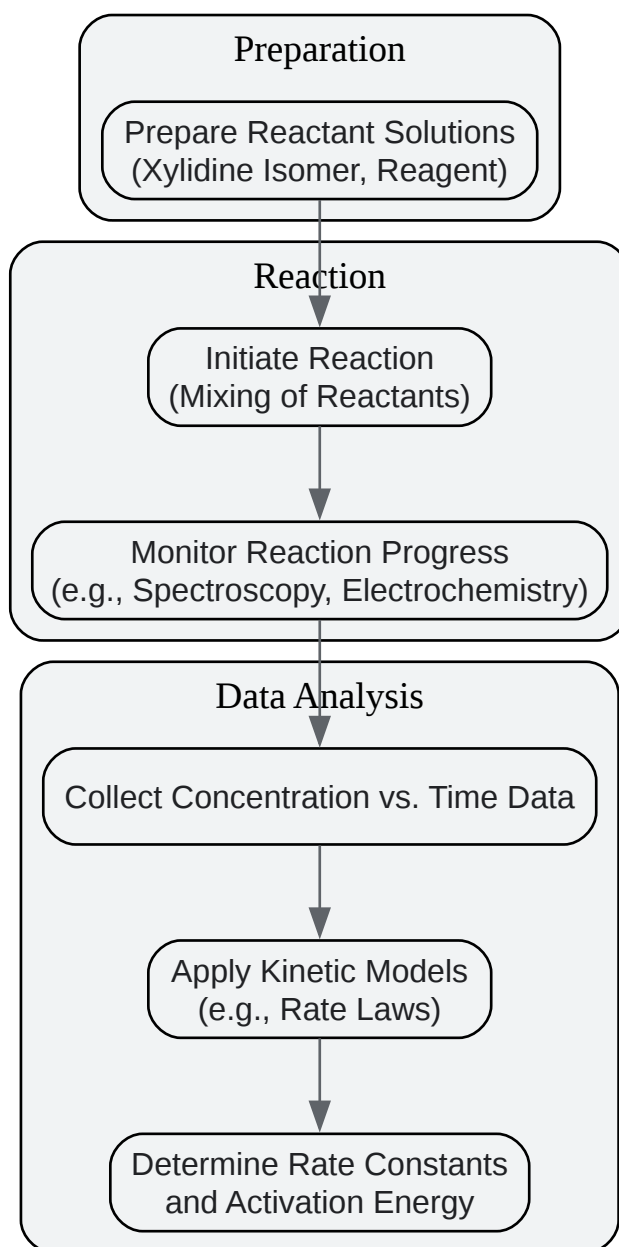 Preparation
Prepare Reactant Solutions
(Xylidine Isomer, Reagent)
Reaction
Initiate Reaction
(Mixing of Reactants)
Monitor Reaction Progress
(e.g., Spectroscopy, Electrochemistry)
Data Analysis
Collect Concentration vs. Time Data
Apply Kinetic Models
(e.g., Rate Laws)
Determine Rate Constants
and Activation Energy